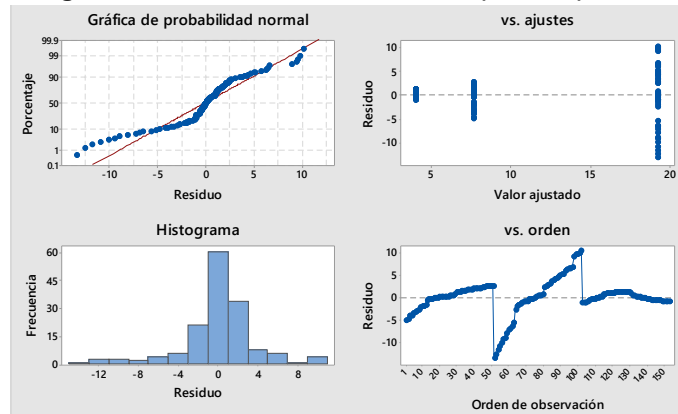 Gráfica de probabilidad normal
99.9
99
90
50
10
1
0.1
Porcentaje
-10 -5 0 5 10
Residuo
vs. ajustes
10
5
0
-5
-10
Residuo
5 10 15 20
Valor ajustado
Histograma
60
45
30
15
0
Frecuencia
-12 -8 -4 0 4 8
Residuo
vs. orden
10
5
0
-5
-10
Residuo
1 10 20 30 40 50 60 70 80 90 100 110 120 130 140 150
Orden de observación